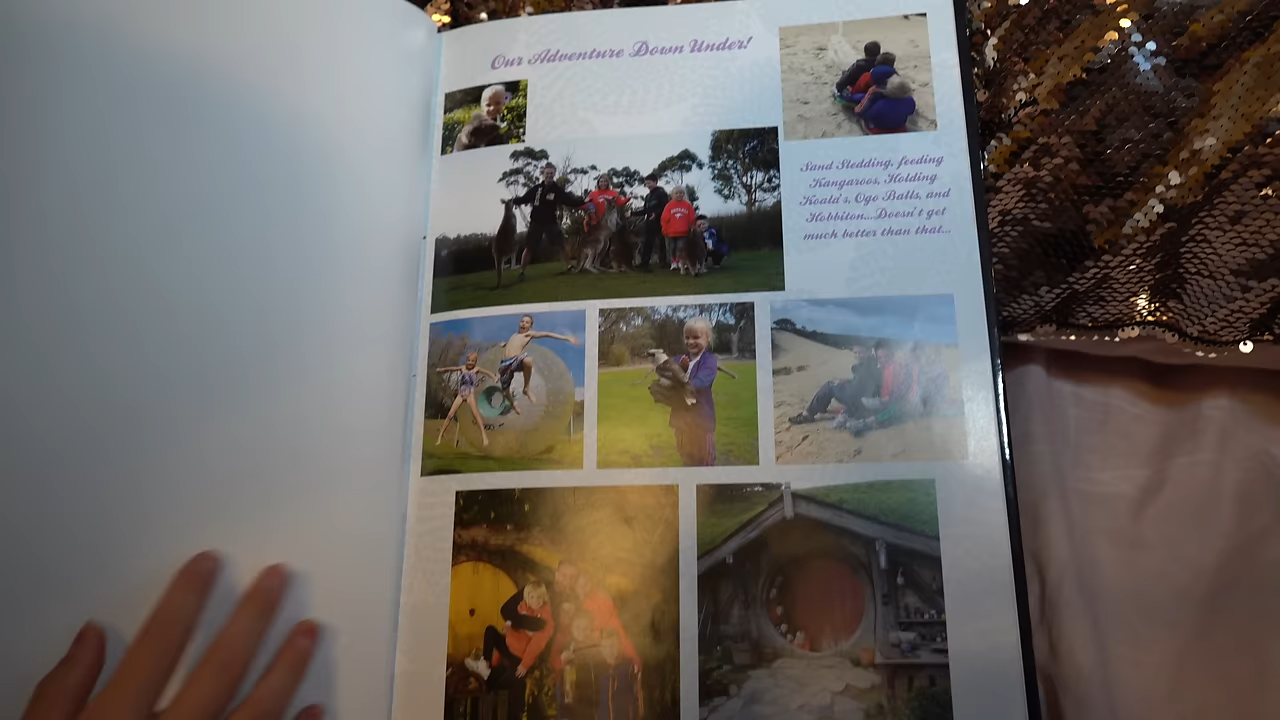 Our Adventure Down Under!
Sand Sledding, feeding
Kangaroos, Holding
Koala's, Ogo Balls, and
Hobbiton...Doesn't get
much better than that...